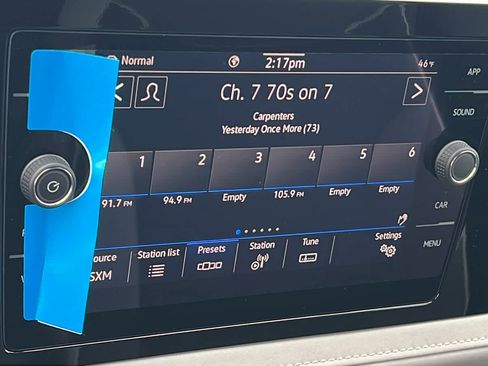 Normal
2:17pm
46°F
APP
Ch. 7 70s on 7
SOUND
Carpenters
Yesterday Once More (73)
1 2 3 4 5 6
91.7 FM 94.9 FM Empty 105.9 FM Empty Empty
CAR
ource Station list Presets Station Tune Settings
SXM
MENU